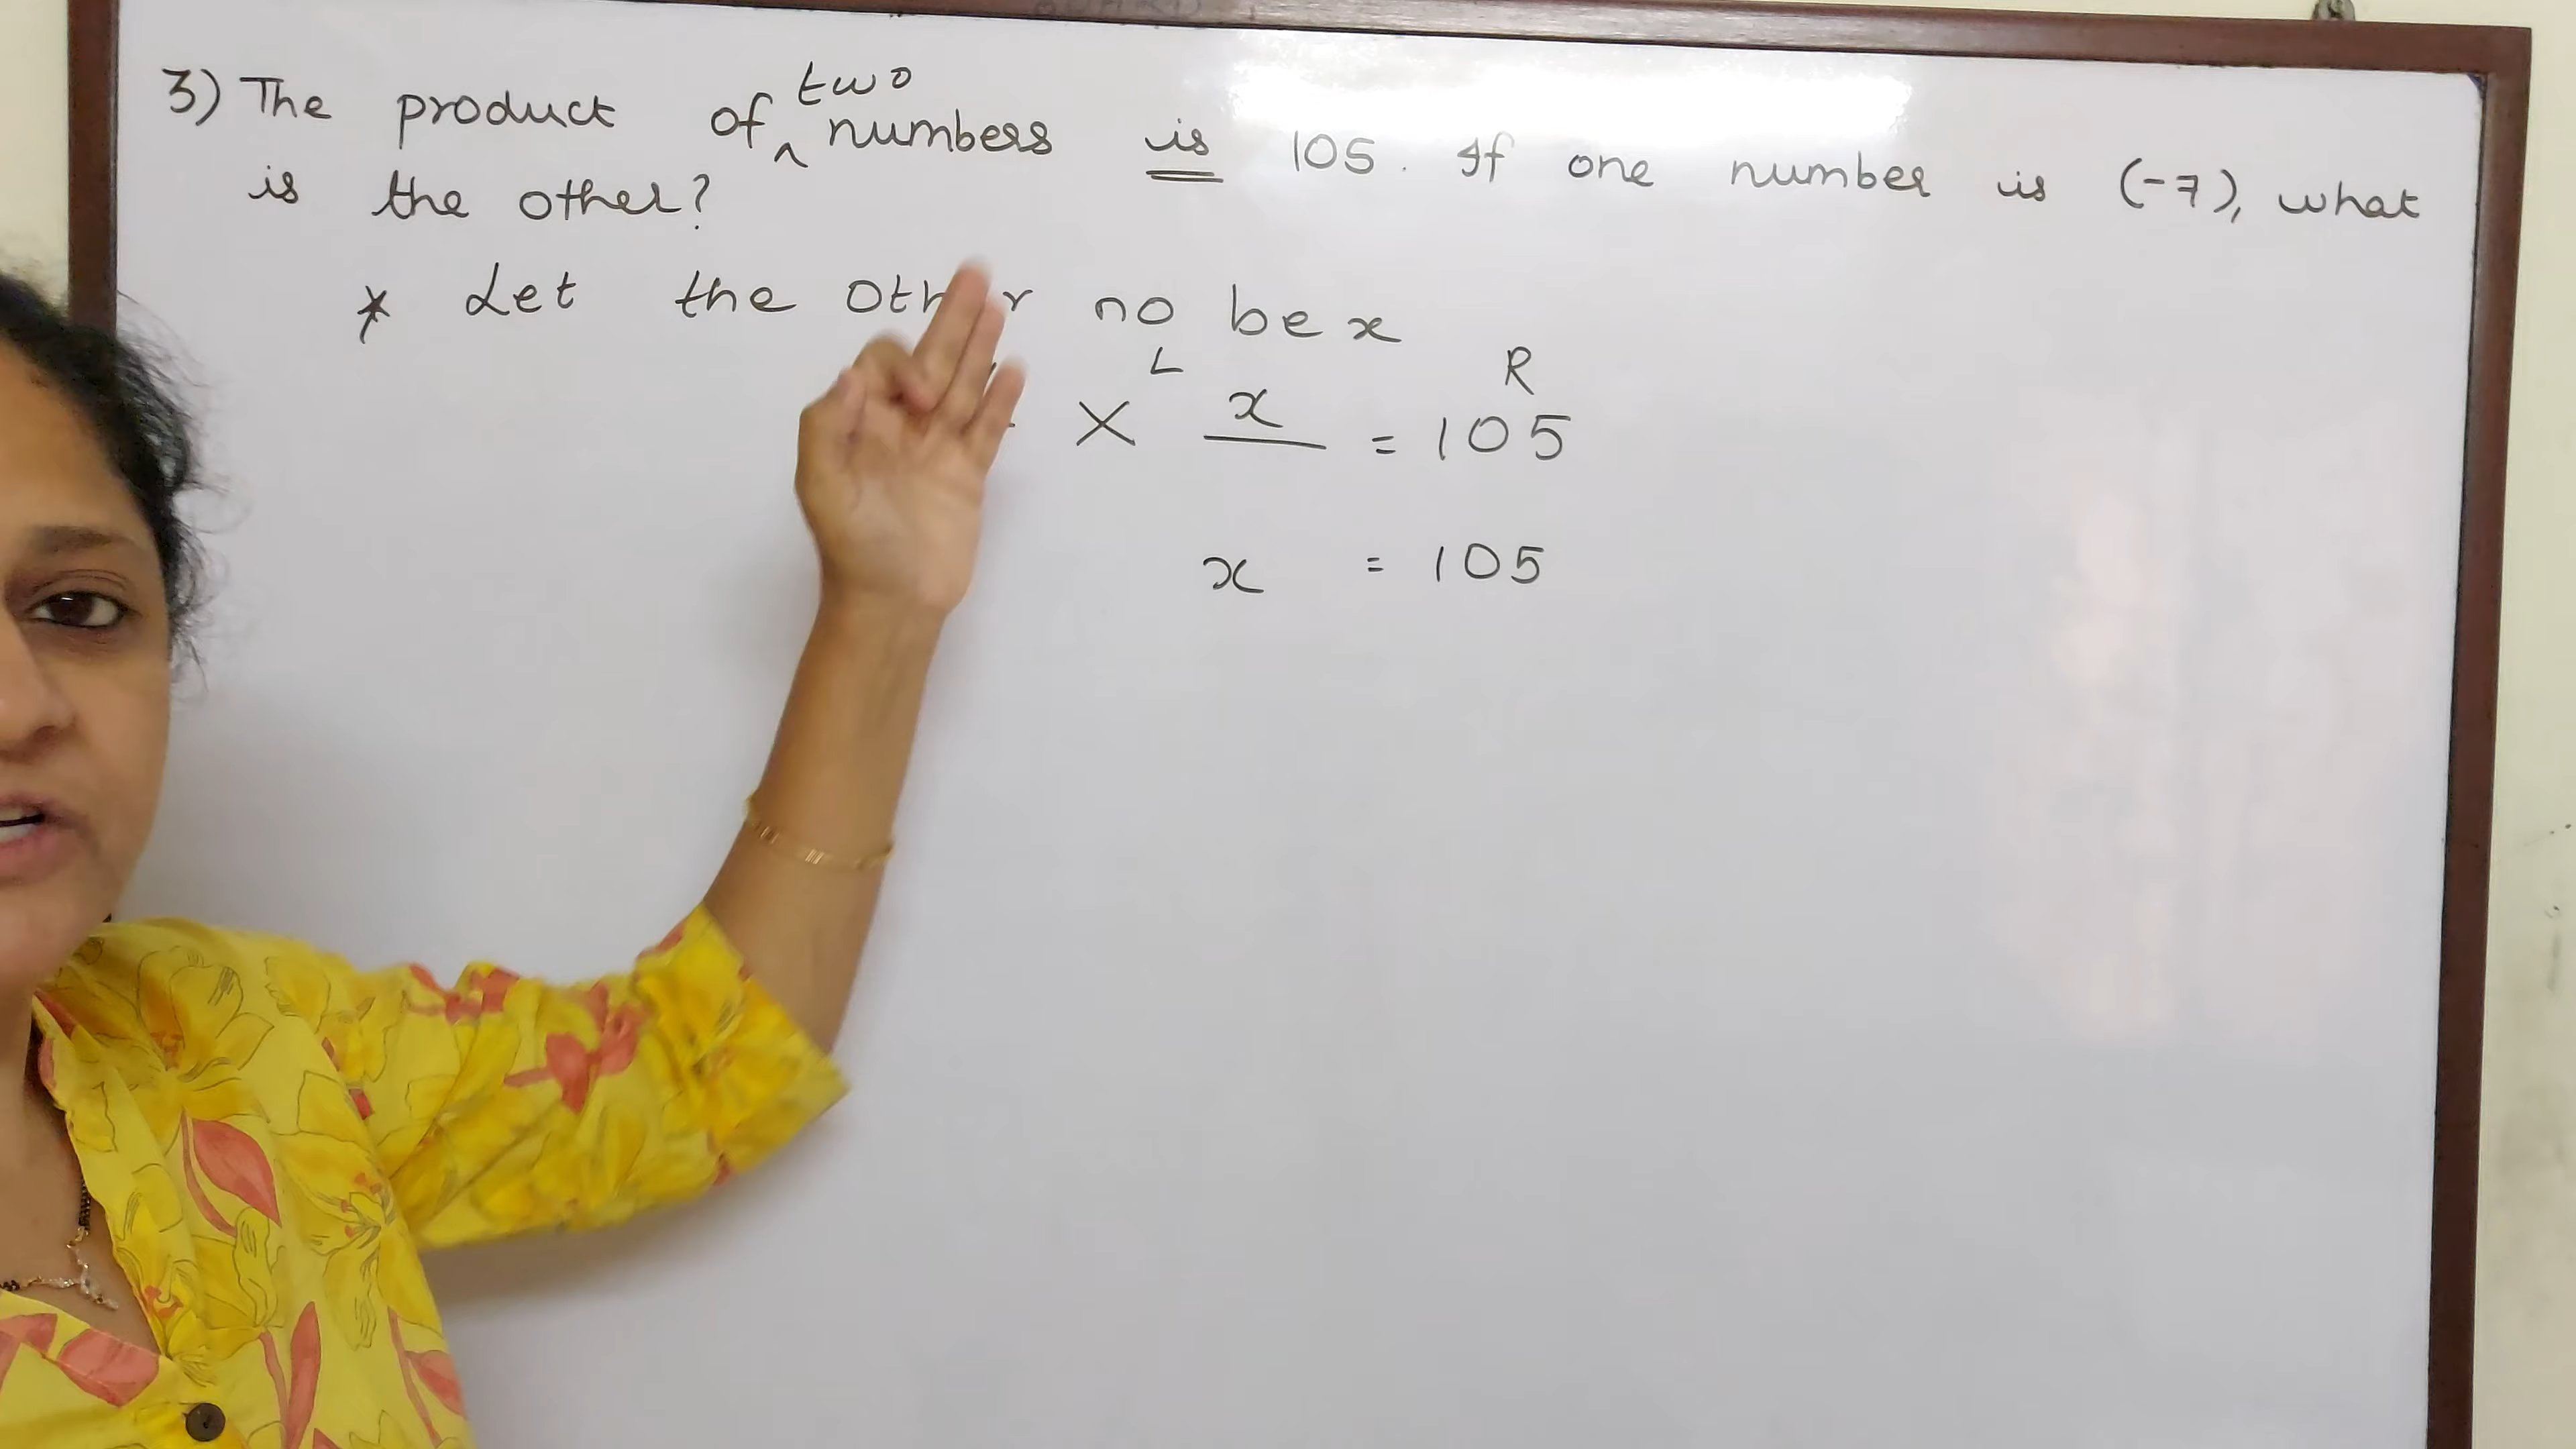 3) The product of two numbers is 105. If one number is (-7), what
is the other?
* Let the no be x
L R
× x = 105
x = 105